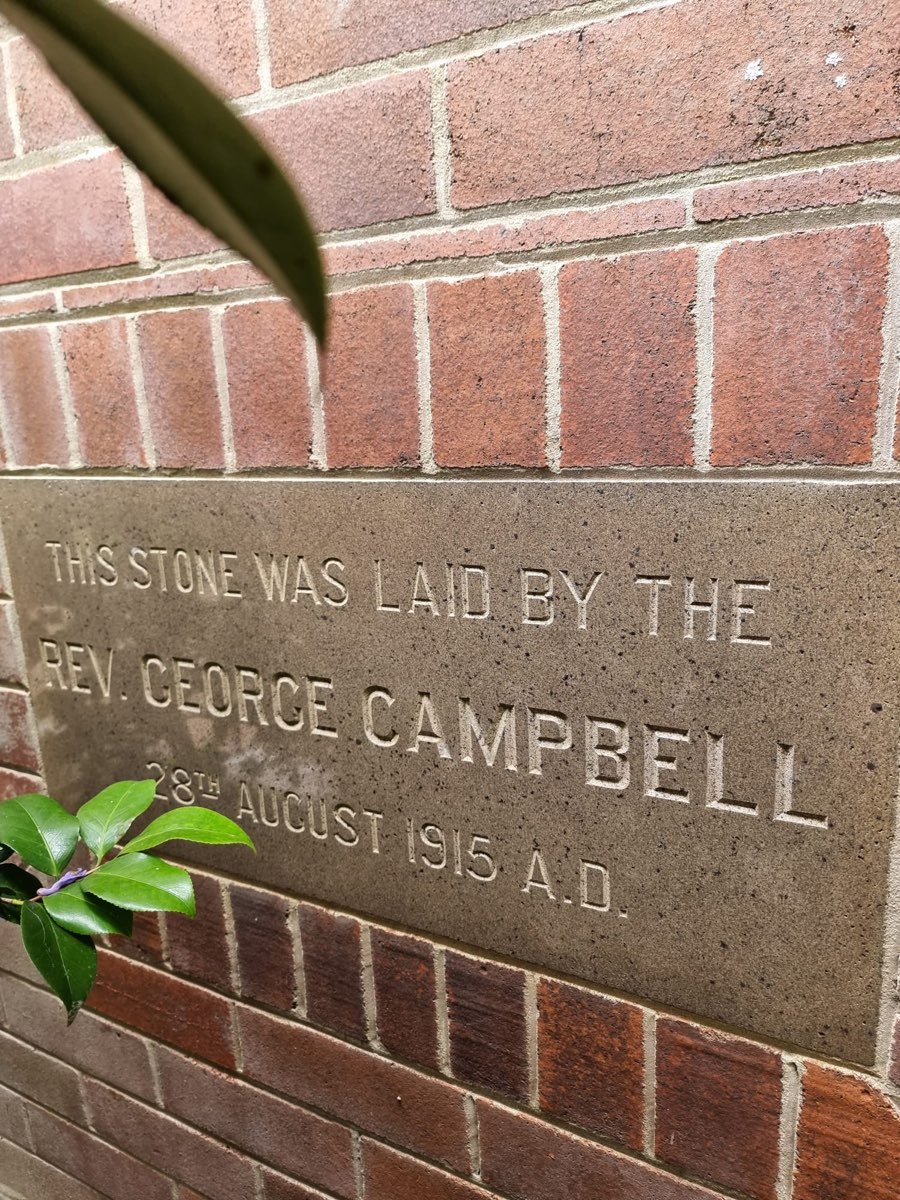 THIS STONE WAS LAID BY THE
REV. GEORGE CAMPBELL
28TH AUGUST 1915 A.D.